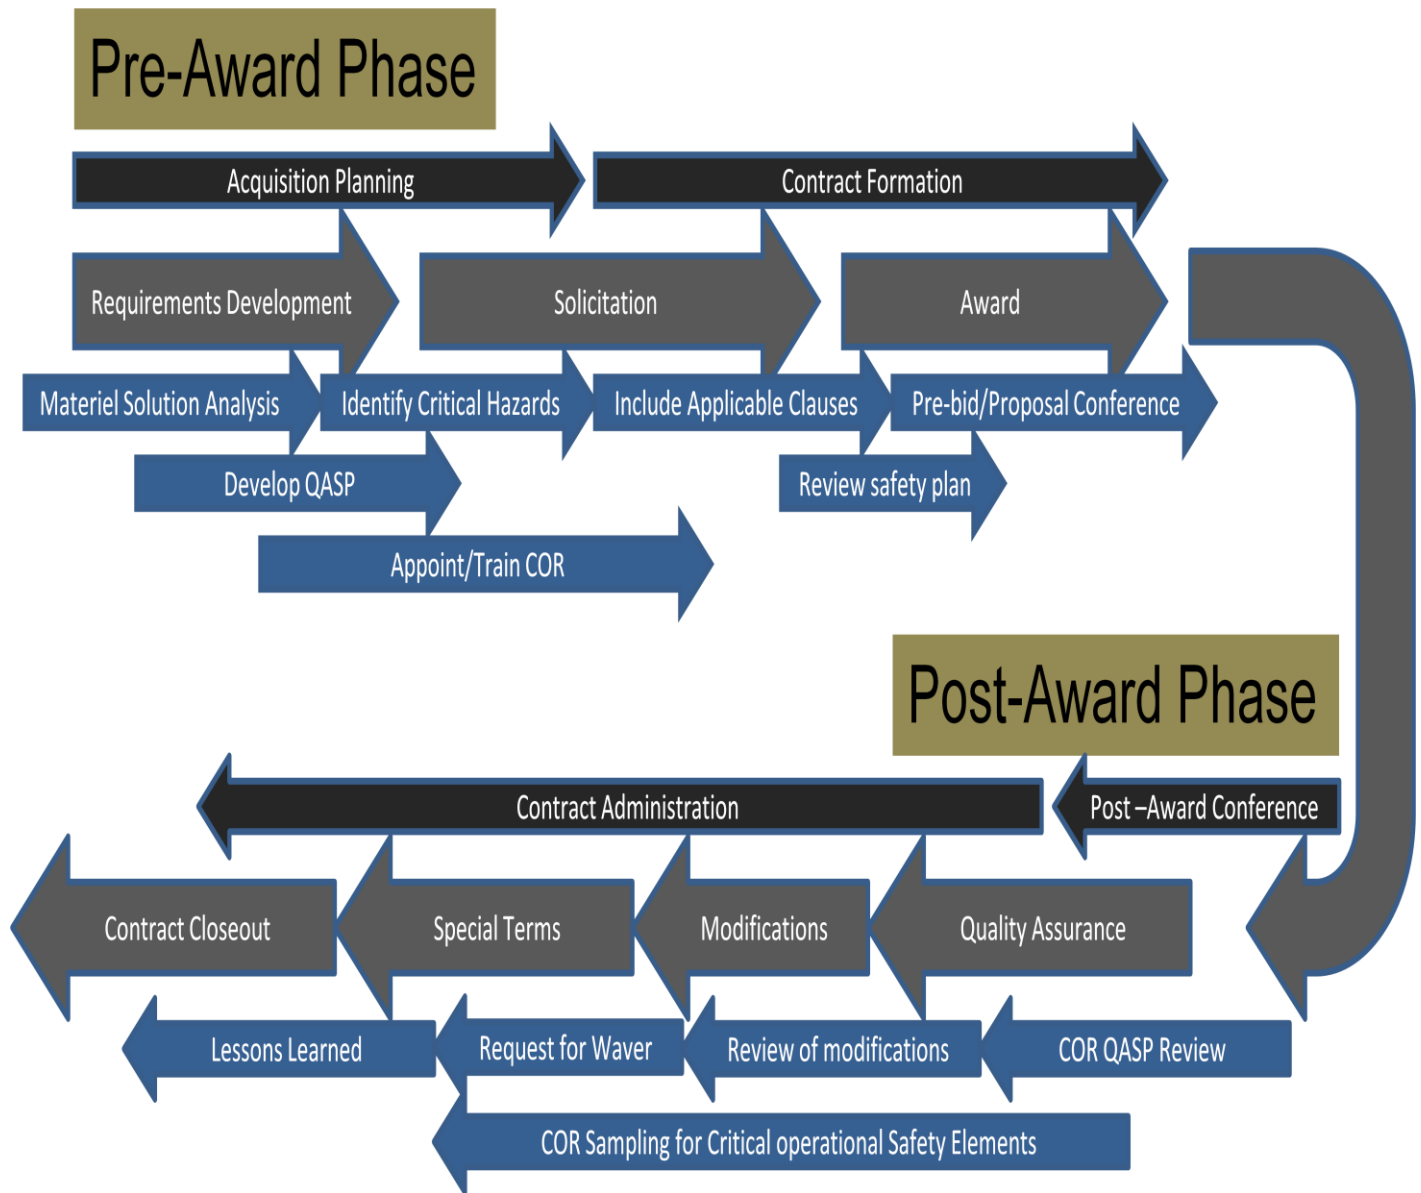 Pre-Award Phase
Acquisition Planning
Contract Formation
Requirements Development
Solicitation
Award
Materiel Solution Analysis
Identify Critical Hazards
Include Applicable Clauses
Pre-bid/Proposal Conference
Develop QASP
Review safety plan
Appoint/Train COR
Post-Award Phase
Contract Administration
Post –Award Conference
Contract Closeout
Special Terms
Modifications
Quality Assurance
Lessons Learned
Request for Waver
Review of modifications
COR QASP Review
COR Sampling for Critical operational Safety Elements